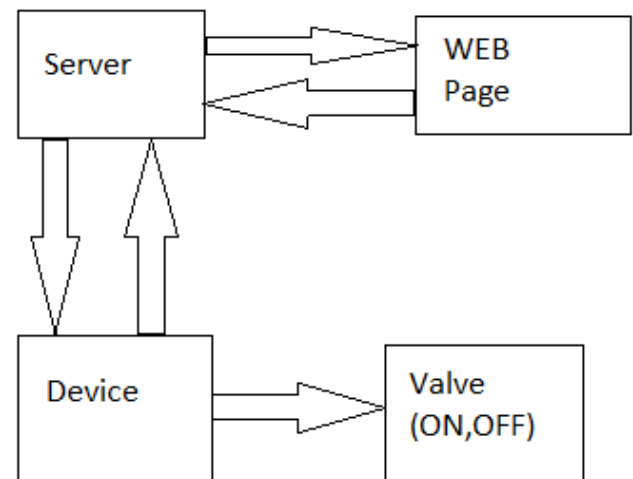 Server
WEB
Page
Device
Valve
(ON,OFF)